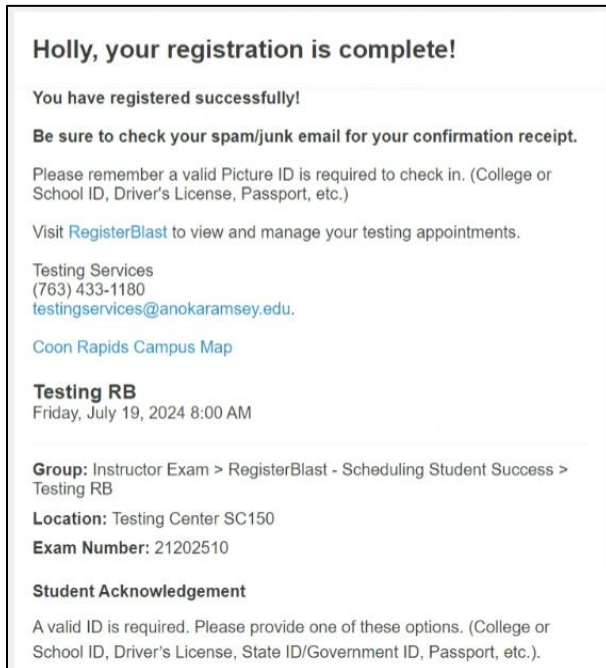 Holly, your registration is complete!
You have registered successfully!
Be sure to check your spam/junk email for your confirmation receipt.
Please remember a valid Picture ID is required to check in. (College or
School ID, Driver's License, Passport, etc.)
Visit RegisterBlast to view and manage your testing appointments.
Testing Services
(763) 433-1180
testingservices@anokaramsey.edu.
Coon Rapids Campus Map
Testing RB
Friday, July 19, 2024 8:00 AM
Group: Instructor Exam > RegisterBlast - Scheduling Student Success >
Testing RB
Location: Testing Center SC150
Exam Number: 21202510
Student Acknowledgement
A valid ID is required. Please provide one of these options. (College or
School ID, Driver's License, State ID/Government ID, Passport, etc.).